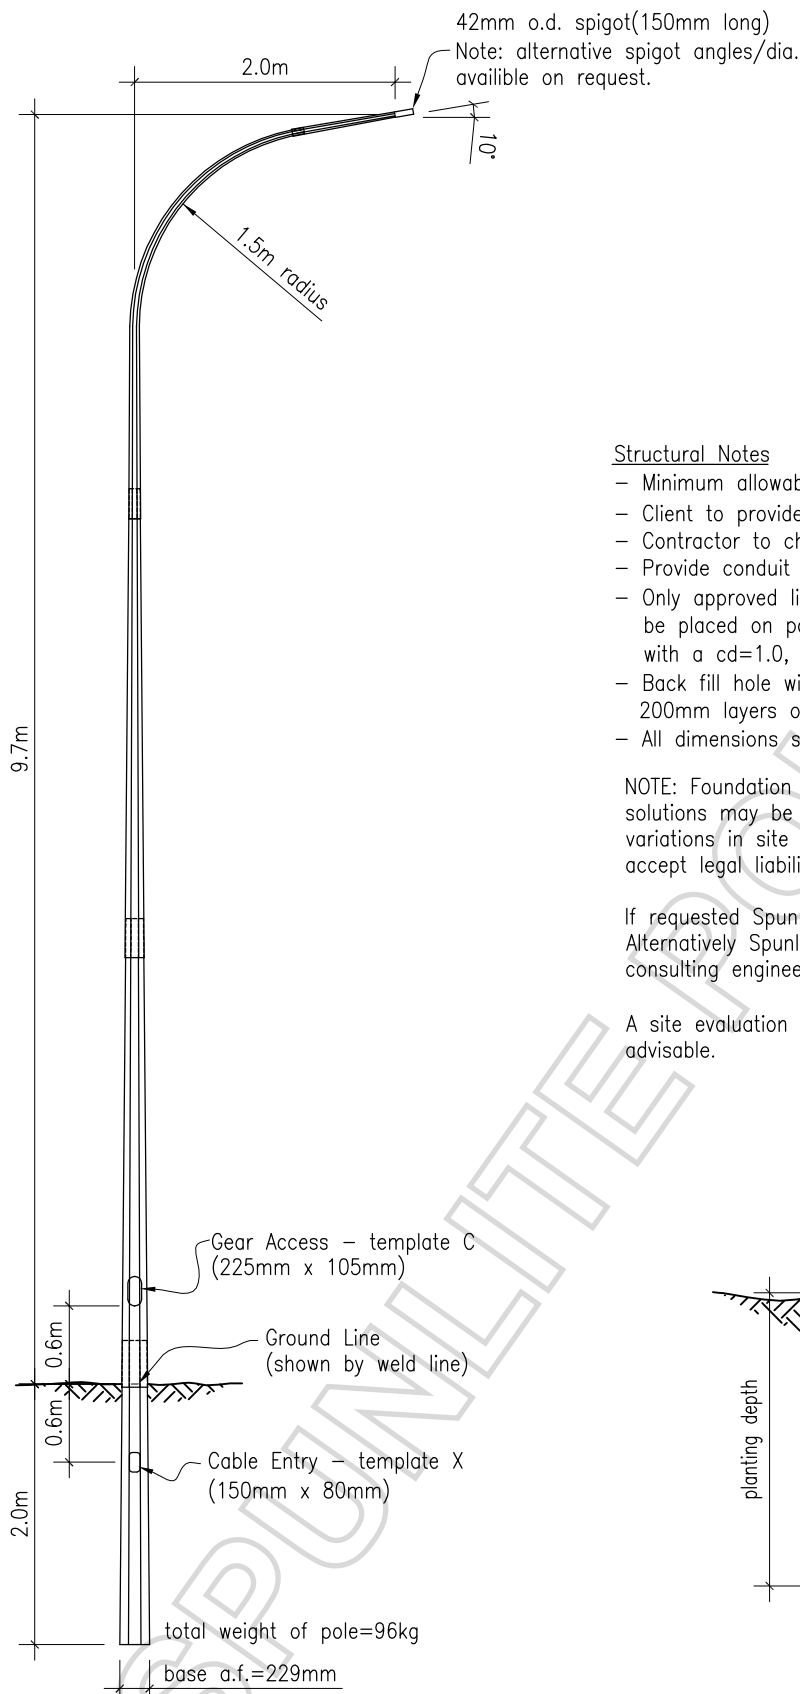 42mm o.d. spigot(150mm long)
Note: alternative spigot angles/dia.
availible on request.
2.0m
10°
1.5m radius
Structural Notes
– Minimum allowab
– Client to provide
– Contractor to ch
– Provide conduit
– Only approved li
be placed on po
with a cd=1.0,
– Back fill hole wi
200mm layers o
– All dimensions s
9.7m
NOTE: Foundation
solutions may be
variations in site
accept legal liabili
If requested Spun
Alternatively Spunl
consulting enginee
A site evaluation
advisable.
Gear Access – template C
(225mm x 105mm)
0.6m
Ground Line
(shown by weld line)
0.6m
Cable Entry – template X
(150mm x 80mm)
2.0m
planting depth
total weight of pole=96kg
base a.f.=229mm
SPUNLITE PO